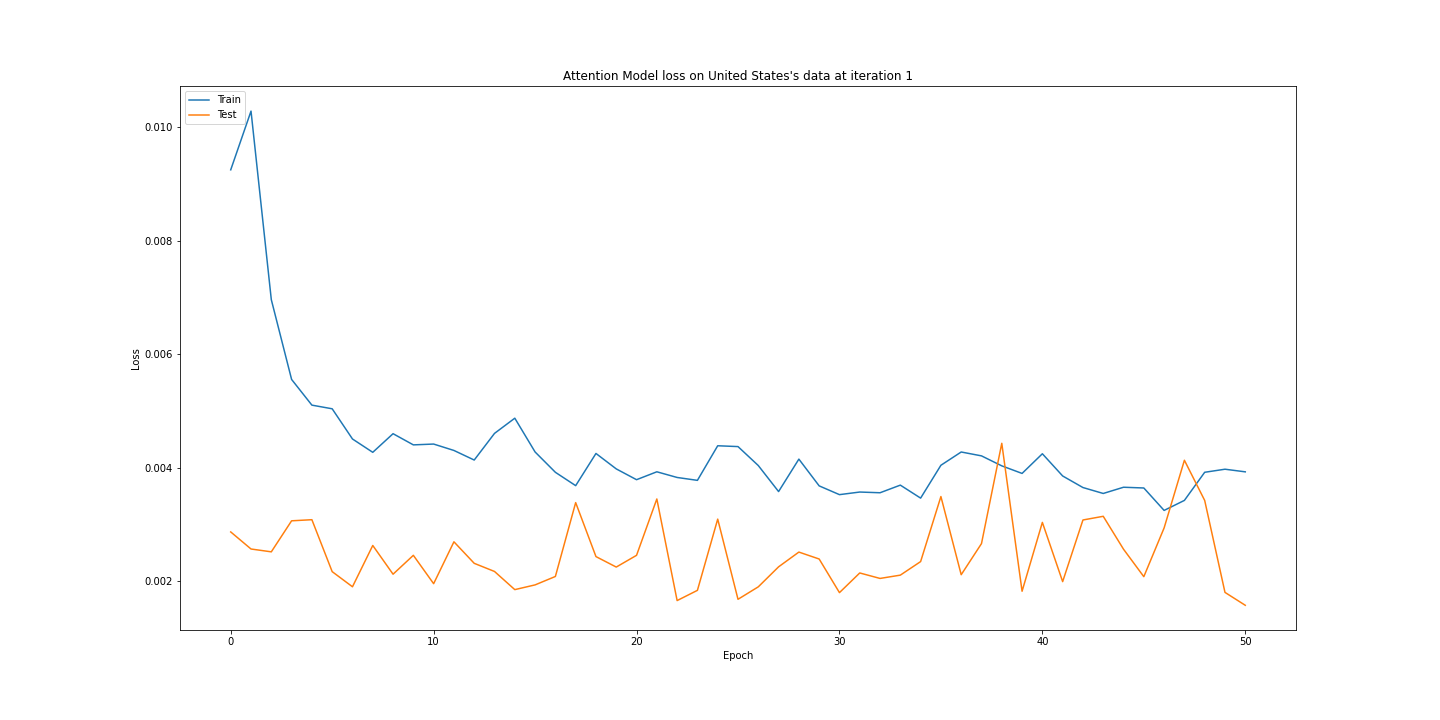 Attention Model loss on United States's data at iteration 1
Train
Test
0.010
0.008
0.006
0.004
0.002
Loss
0 10 20 30 40 50
Epoch